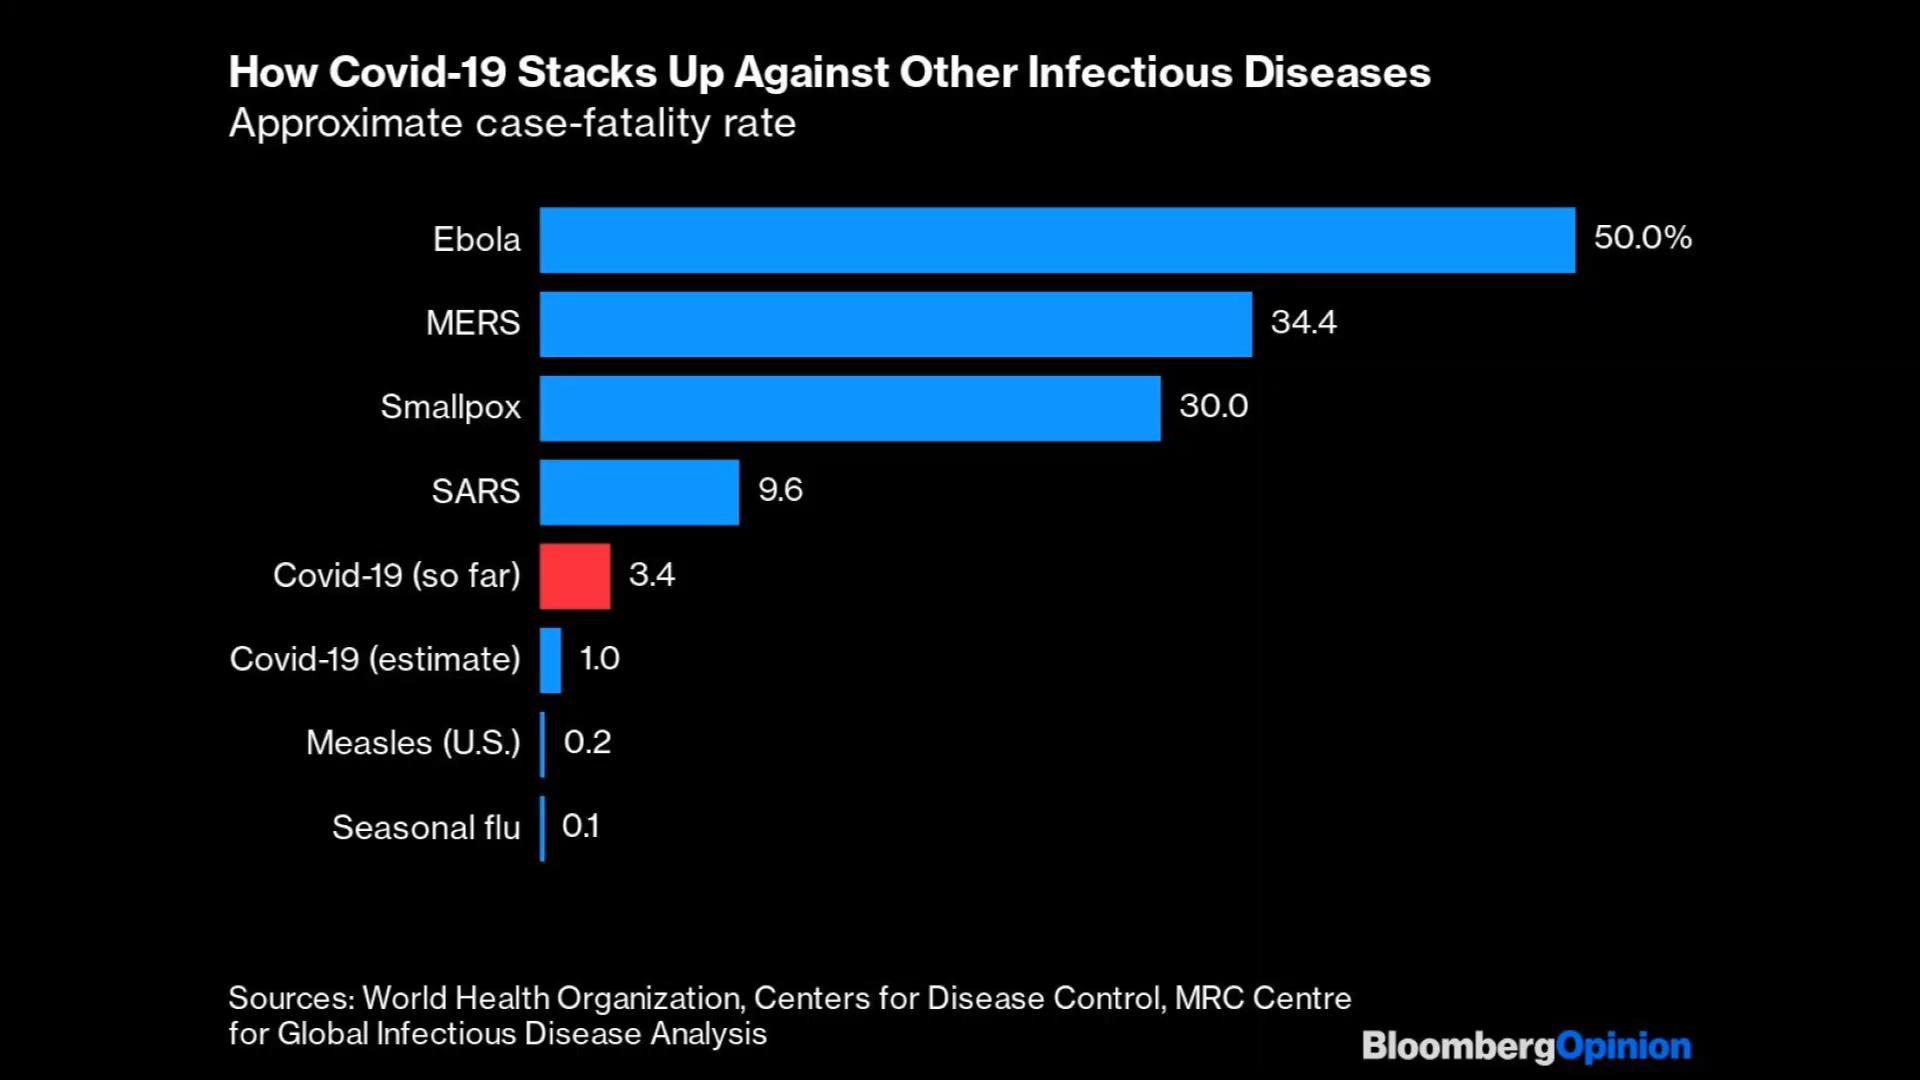 How Covid-19 Stacks Up Against Other Infectious Diseases
Approximate case-fatality rate
Ebola 50.0%
MERS 34.4
Smallpox 30.0
SARS 9.6
Covid-19 (so far) 3.4
Covid-19 (estimate) 1.0
Measles (U.S.) 0.2
Seasonal flu 0.1
Sources: World Health Organization, Centers for Disease Control, MRC Centre
for Global Infectious Disease Analysis
BloombergOpinion